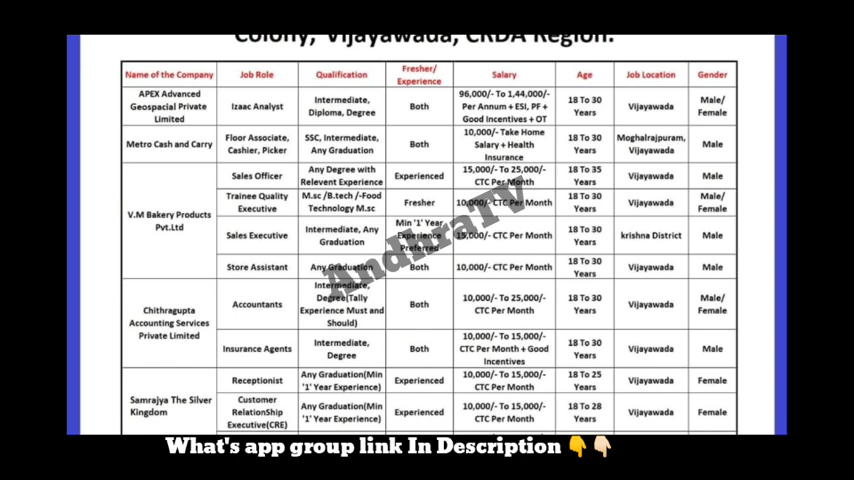 Colony, Vijayawada, CRDA Region.
Name of the Company Job Role Qualification Fresher/ Experience Salary Age Job Location Gender
APEX Advanced Geospacial Private Limited Izaac Analyst Intermediate, Diploma, Degree Both 96,000/- To 1,44,000/- Per Annum + ESI, PF + Good Incentives + OT 18 To 30 Years Vijayawada Male/ Female
Metro Cash and Carry Floor Associate, Cashier, Picker SSC, Intermediate, Any Graduation Both 10,000/- Take Home Salary + Health Insurance 18 To 30 Years Moghalrajpuram, Vijayawada Male
V.M Bakery Products Pvt.Ltd Sales Officer Any Degree with Relevent Experience Experienced 15,000/- To 25,000/- CTC Per Month 18 To 35 Years Vijayawada Male
Trainee Quality Executive M.sc /B.tech /-Food Technology M.sc Fresher 10,000/- CTC Per Month 18 To 30 Years Vijayawada Male/ Female
Sales Executive Intermediate, Any Graduation Min '1' Year Experience Preferred 15,000/- CTC Per Month 18 To 30 Years krishna District Male
Store Assistant Any Graduation Both 10,000/- CTC Per Month 18 To 30 Years Vijayawada Male
Chithragupta Accounting Services Private Limited Accountants Intermediate, Degree(Tally Experience Must and Should) Both 10,000/- To 25,000/- CTC Per Month 18 To 30 Years Vijayawada Male/ Female
Insurance Agents Intermediate, Degree Both 10,000/- To 15,000/- CTC Per Month + Good Incentives 18 To 30 Years Vijayawada Male
Samrajya The Silver Kingdom Receptionist Any Graduation(Min '1' Year Experience) Experienced 10,000/- To 15,000/- CTC Per Month 18 To 25 Years Vijayawada Female
Customer RelationShip Executive(CRE) Any Graduation(Min '1' Year Experience) Experienced 10,000/- To 15,000/- CTC Per Month 18 To 28 Years Vijayawada Female
AndhraTv
What's app group link In Description 👇👇🏻